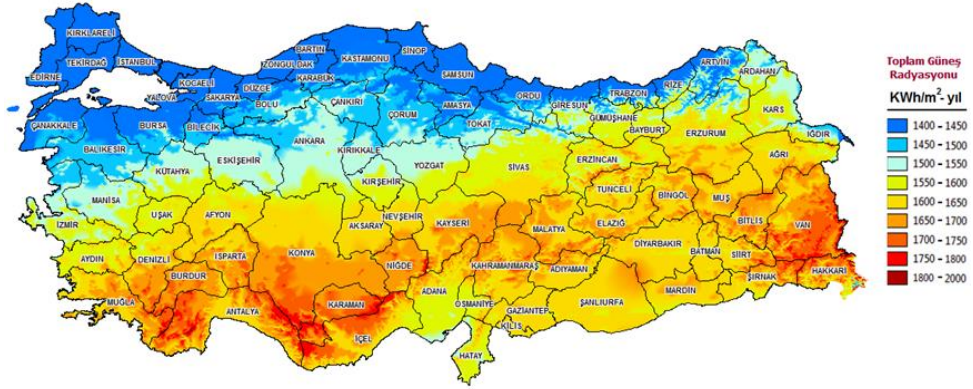 KIRKLARELİ
TEKİRDAĞ
İSTANBUL
EDİRNE
KOCAELİ
YALOVA
SAKARYA
DÜZCE
ZONGULDAK
BARTIN
KARABÜK
KASTAMONU
SİNOP
SAMSUN
ORDU
GİRESUN
TRABZON
RİZE
ARTVİN
ARDAHAN
KARS
IĞDIR
ÇANAKKALE
BURSA
BİLECİK
BOLU
ÇANKIRI
ÇORUM
AMASYA
TOKAT
GÜMÜŞHANE
BAYBURT
ERZURUM
AĞRI
BALIKESİR
KÜTAHYA
ESKİŞEHİR
ANKARA
KIRIKKALE
YOZGAT
SİVAS
ERZİNCAN
TUNCELİ
BİNGÖL
MUŞ
MANİSA
İZMİR
UŞAK
AFYON
KIRŞEHİR
NEVŞEHİR
AKSARAY
KAYSERİ
MALATYA
ELAZIĞ
BİTLİS
VAN
AYDIN
DENİZLİ
ISPARTA
BURDUR
KONYA
NİĞDE
KAHRAMANMARAŞ
ADIYAMAN
DİYARBAKIR
BATMAN
SİİRT
ŞIRNAK
HAKKARİ
MUĞLA
ANTALYA
KARAMAN
İÇEL
ADANA
OSMANİYE
GAZİANTEP
KİLİS
ŞANLIURFA
MARDİN
HATAY
Toplam Güneş
Radyasyonu
KWh/m²- yıl
1400 - 1450
1450 - 1500
1500 - 1550
1550 - 1600
1600 - 1650
1650 - 1700
1700 - 1750
1750 - 1800
1800 - 2000